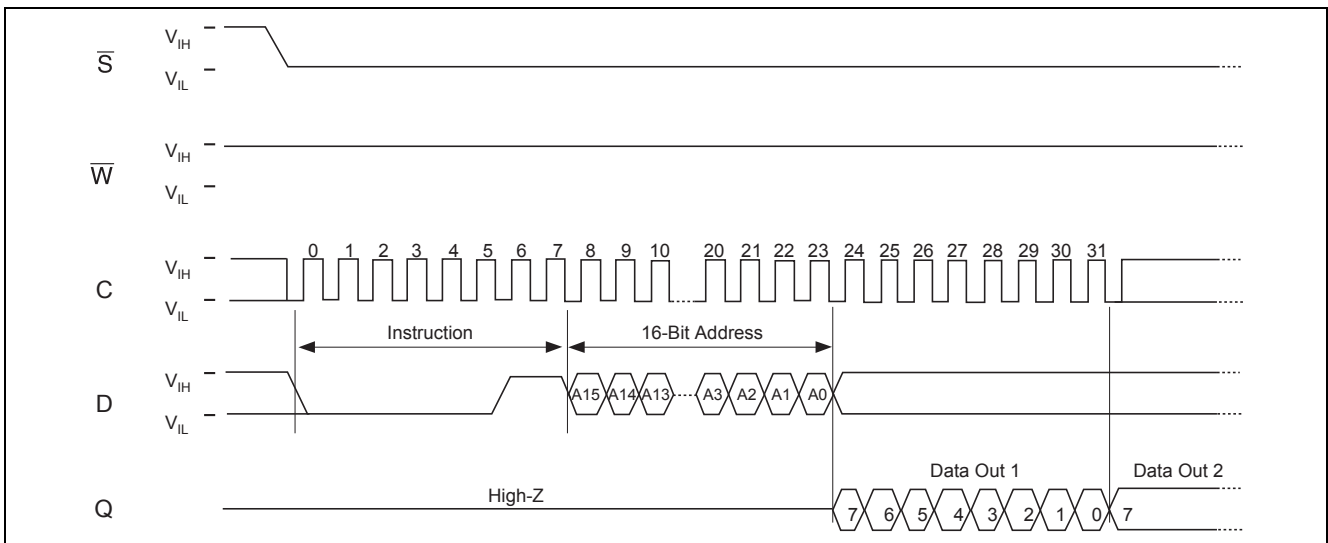 S̅
V_IH
V_IL
W̅
V_IH
V_IL
C
V_IH
V_IL
0 1 2 3 4 5 6 7 8 9 10 20 21 22 23 24 25 26 27 28 29 30 31
Instruction
16-Bit Address
D
V_IH
V_IL
A15 A14 A13 A3 A2 A1 A0
Data Out 1
Data Out 2
Q
High-Z
7 6 5 4 3 2 1 0 7